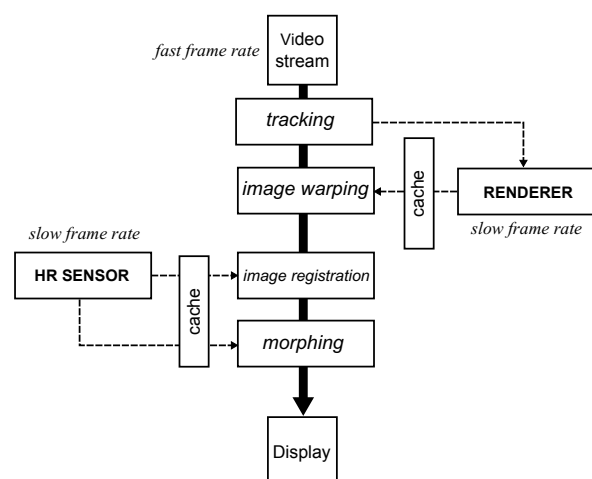 Video
stream
fast frame rate
tracking
image warping
cache
RENDERER
slow frame rate
slow frame rate
HR SENSOR
cache
image registration
morphing
Display